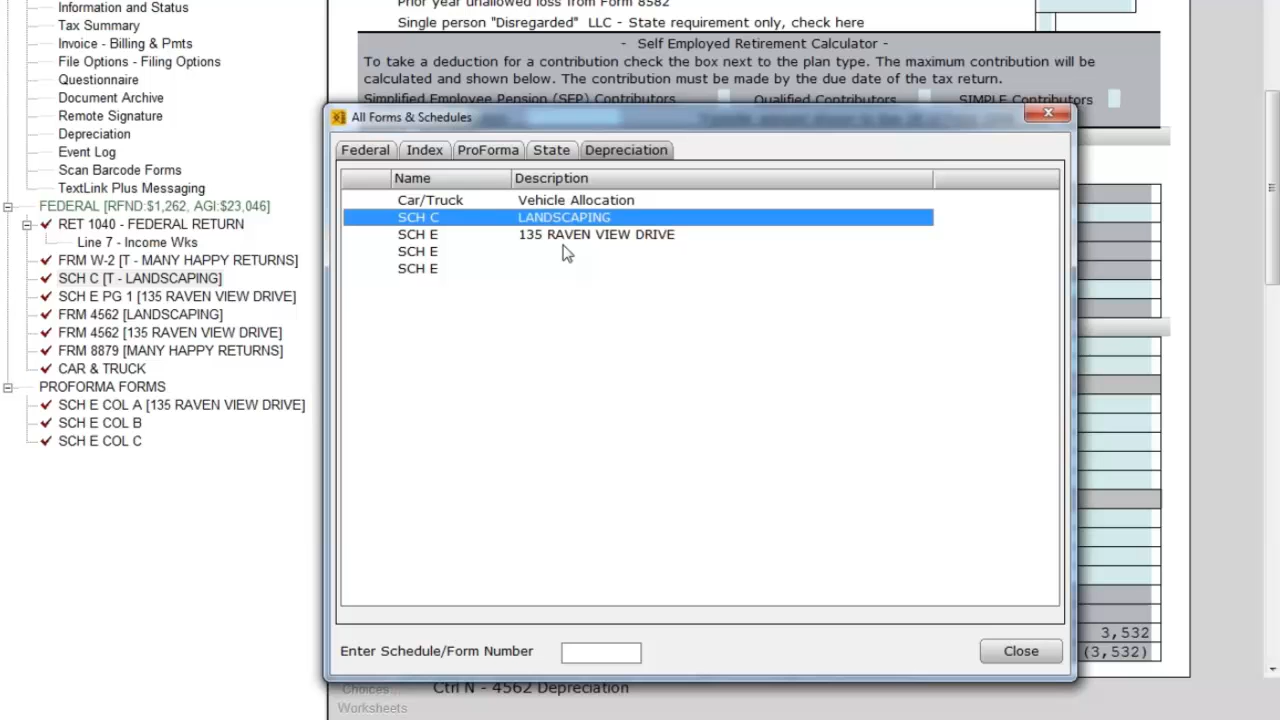 Information and Status
Tax Summary
Invoice - Billing & Pmts
File Options - Filing Options
Questionnaire
Document Archive
Remote Signature
Depreciation
Event Log
Scan Barcode Forms
TextLink Plus Messaging
FEDERAL [RFND:$1,262, AGI:$23,046]
RET 1040 - FEDERAL RETURN
Line 7 - Income Wks
FRM W-2 [T - MANY HAPPY RETURNS]
SCH C [T - LANDSCAPING]
SCH E PG 1 [135 RAVEN VIEW DRIVE]
FRM 4562 [LANDSCAPING]
FRM 4562 [135 RAVEN VIEW DRIVE]
FRM 8879 [MANY HAPPY RETURNS]
CAR & TRUCK
PROFORMA FORMS
SCH E COL A [135 RAVEN VIEW DRIVE]
SCH E COL B
SCH E COL C
Prior year unallowed loss from Form 8582
Single person "Disregarded" LLC - State requirement only, check here
- Self Employed Retirement Calculator -
To take a deduction for a contribution check the box next to the plan type. The maximum contribution will be
calculated and shown below. The contribution must be made by the due date of the tax return.
Simplified Employee Pension (SEP) Contributors Qualified Contributors SIMPLE Contributors
All Forms & Schedules
Federal Index ProForma State Depreciation
Name Description
Car/Truck Vehicle Allocation
SCH C LANDSCAPING
SCH E 135 RAVEN VIEW DRIVE
SCH E
SCH E
Enter Schedule/Form Number Close
3,532
(3,532)
Choices... Ctrl N - 4562 Depreciation
Worksheets